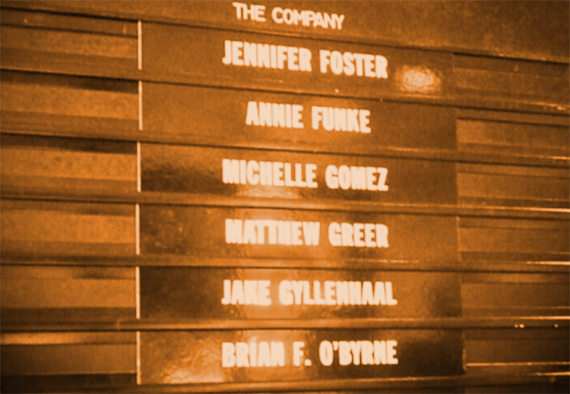 THE COMPANY
JENNIFER FOSTER
ANNIE FUNKE
MICHELLE GOMEZ
MATTHEW GREER
JAKE GYLLENHAAL
BRIAN F. O'BYRNE